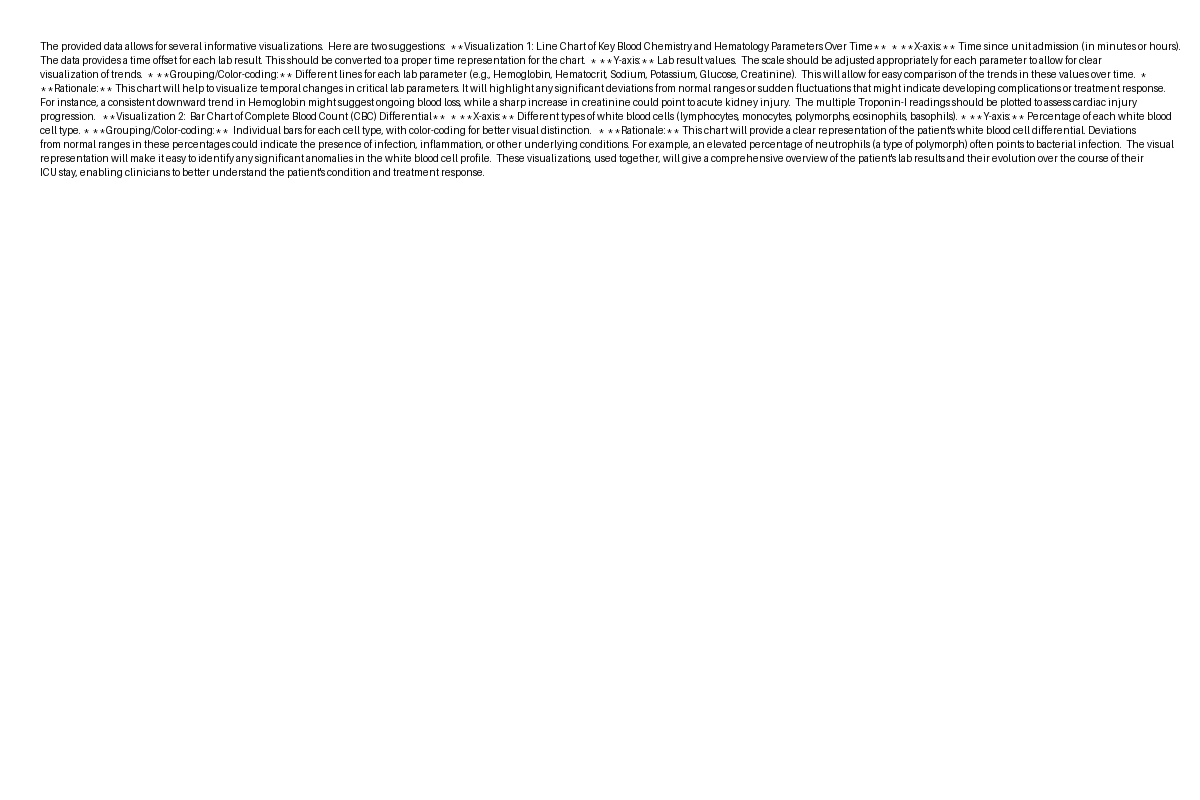 The provided data allows for several informative visualizations.  Here are two suggestions:  **Visualization 1: Line Chart of Key Blood Chemistry and Hematology Parameters Over Time**  * **X-axis:** Time since unit admission (in minutes or hours).
The data provides a time offset for each lab result. This should be converted to a proper time representation for the chart.  * **Y-axis:** Lab result values.  The scale should be adjusted appropriately for each parameter to allow for clear
visualization of trends.  * **Grouping/Color-coding:** Different lines for each lab parameter (e.g., Hemoglobin, Hematocrit, Sodium, Potassium, Glucose, Creatinine).  This will allow for easy comparison of the trends in these values over time.  *
**Rationale:** This chart will help to visualize temporal changes in critical lab parameters. It will highlight any significant deviations from normal ranges or sudden fluctuations that might indicate developing complications or treatment response.
For instance, a consistent downward trend in Hemoglobin might suggest ongoing blood loss, while a sharp increase in creatinine could point to acute kidney injury.  The multiple Troponin-I readings should be plotted to assess cardiac injury
progression.  **Visualization 2:  Bar Chart of Complete Blood Count (CBC) Differential**  * **X-axis:** Different types of white blood cells (lymphocytes, monocytes, polymorphs, eosinophils, basophils). * **Y-axis:** Percentage of each white blood
cell type. * **Grouping/Color-coding:**  Individual bars for each cell type, with color-coding for better visual distinction.  * **Rationale:** This chart will provide a clear representation of the patient's white blood cell differential. Deviations
from normal ranges in these percentages could indicate the presence of infection, inflammation, or other underlying conditions. For example, an elevated percentage of neutrophils (a type of polymorph) often points to bacterial infection.  The visual
representation will make it easy to identify any significant anomalies in the white blood cell profile.  These visualizations, used together, will give a comprehensive overview of the patient's lab results and their evolution over the course of their
ICU stay, enabling clinicians to better understand the patient's condition and treatment response.